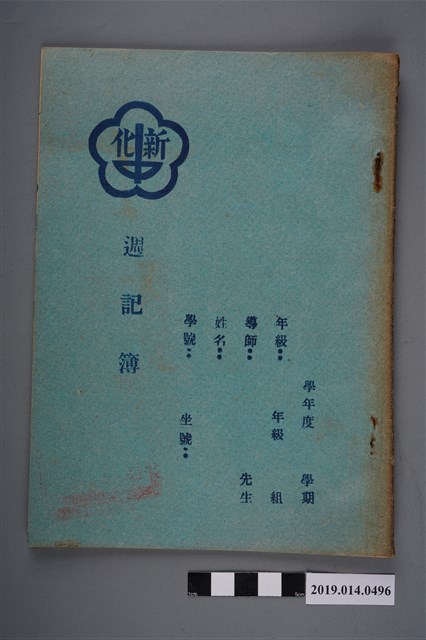 新化
中
學年度 學期
年級： 年級 組
導師： 先生
姓名：
學號： 坐號：
週記簿
2019.014.0496